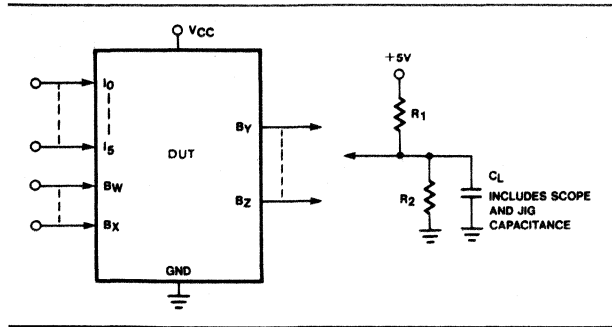 VCC
+5V
I0
R1
BY
I5
DUT
CL
BW
BZ
R2
INCLUDES SCOPE
AND JIG
CAPACITANCE
BX
GND